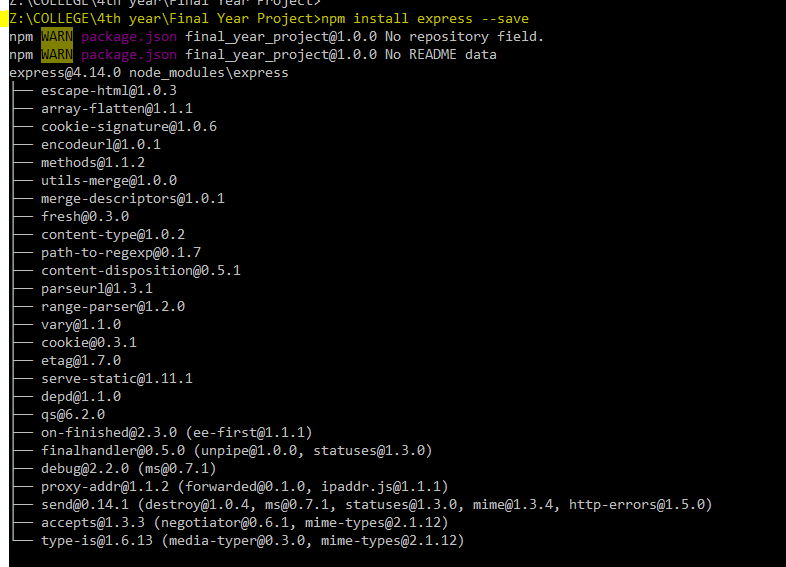 Z:\COLLEGE\4th year\Final Year Project>
Z:\COLLEGE\4th year\Final Year Project>npm install express --save
npm WARN package.json final_year_project@1.0.0 No repository field.
npm WARN package.json final_year_project@1.0.0 No README data
express@4.14.0 node_modules\express
├── escape-html@1.0.3
├── array-flatten@1.1.1
├── cookie-signature@1.0.6
├── encodeurl@1.0.1
├── methods@1.1.2
├── utils-merge@1.0.0
├── merge-descriptors@1.0.1
├── fresh@0.3.0
├── content-type@1.0.2
├── path-to-regexp@0.1.7
├── content-disposition@0.5.1
├── parseurl@1.3.1
├── range-parser@1.2.0
├── vary@1.1.0
├── cookie@0.3.1
├── etag@1.7.0
├── serve-static@1.11.1
├── depd@1.1.0
├── qs@6.2.0
├── on-finished@2.3.0 (ee-first@1.1.1)
├── finalhandler@0.5.0 (unpipe@1.0.0, statuses@1.3.0)
├── debug@2.2.0 (ms@0.7.1)
├── proxy-addr@1.1.2 (forwarded@0.1.0, ipaddr.js@1.1.1)
├── send@0.14.1 (destroy@1.0.4, ms@0.7.1, statuses@1.3.0, mime@1.3.4, http-errors@1.5.0)
├── accepts@1.3.3 (negotiator@0.6.1, mime-types@2.1.12)
└── type-is@1.6.13 (media-typer@0.3.0, mime-types@2.1.12)